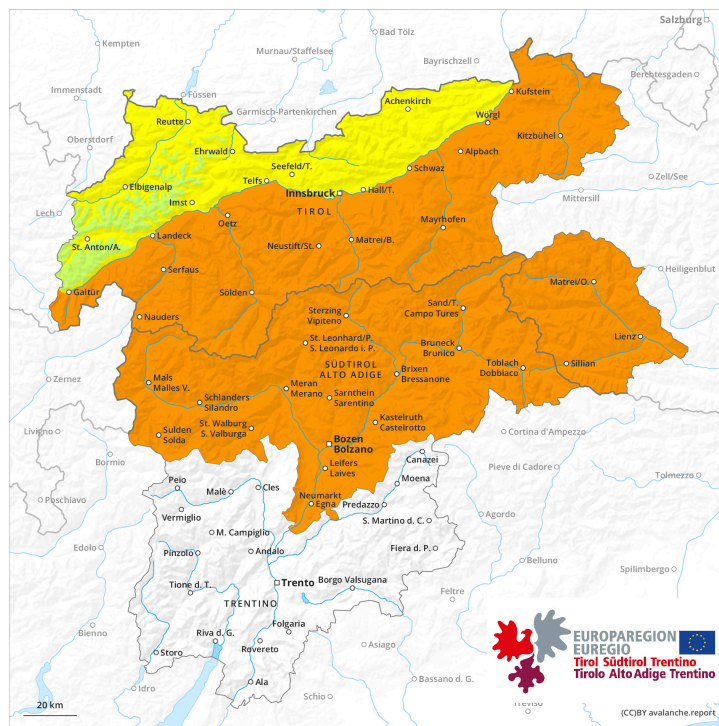 Salzburg
Bad Tölz
Kempten
Murnau/Staffelsee
Bayrischzell
Berchtesgaden
Immenstadt
Füssen
Garmisch-Partenkirchen
Achenkirch
Kufstein
Reutte
Wörgl
Oberstdorf
Kitzbühel
Ehrwald
Alpbach
Seefeld/T.
Schwaz
Zell/See
Elbigenalp
Telfs
Innsbruck
Hall/T.
Mittersill
Imst
TIROL
Lech
Oetz
Mayrhofen
Landeck
Neustift/St.
Matrei/B.
St. Anton/A.
Serfaus
Heiligenblut
Matrei/O.
Galtür
Sölden
Nauders
Sterzing
Vipiteno
Sand/T.
Campo Tures
Lienz
St. Leonhard/P.
S. Leonardo i. P.
Bruneck
Brunico
Toblach
Dobbiaco
Sillian
SÜDTIROL
ALTO ADIGE
Brixen
Bressanone
Zernez
Mals
Malles V.
Meran
Merano
Sarnthein
Sarentino
Schlanders
Silandro
St. Walburg
S. Valburga
Kastelruth
Castelrotto
Livigno
Sulden
Solda
Cortina d'Ampezzo
Bozen
Bolzano
Bormio
Canazei
Pieve di Cadore
Leifers
Laives
Tolmezzo
Peio
Moena
Malè
Cles
Neumarkt
Egna
Predazzo
Poschiavo
Vermiglio
Agordo
M. Campiglio
S. Martino d. C.
Edolo
Pinzolo
Andalo
Fiera d. P.
Belluno
Spilimbergo
Tione d. T.
Trento
Borgo Valsugana
Feltre
TRENTINO
Bienno
Folgaria
Riva d. G.
Rovereto
Storo
Asiago
Ala
Bassano d. G.
Idro
Schio
Treviso
EUROPAREGION
EUREGIO
Tirol Südtirol Trentino
Tirolo Alto Adige Trentino
20 km
(CC)BY avalanche.report